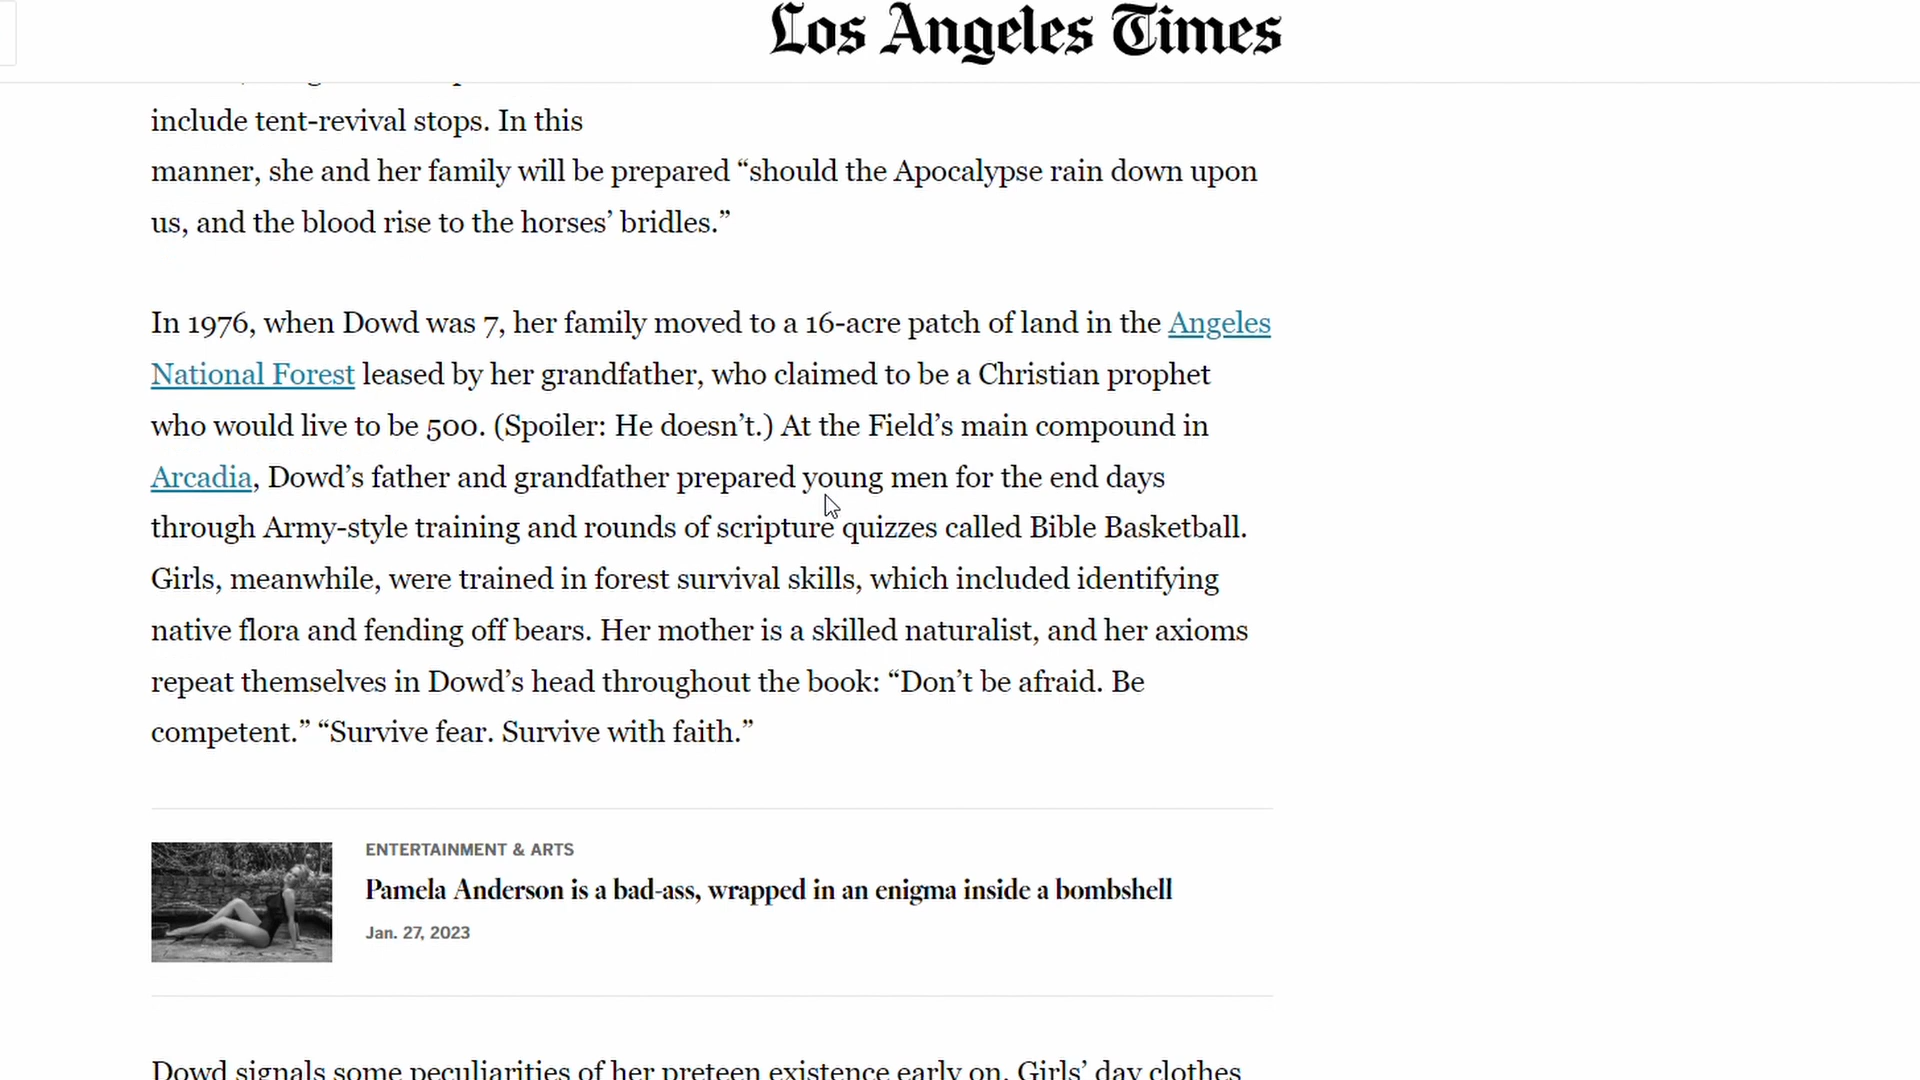 Los Angeles Times
include tent-revival stops. In this
manner, she and her family will be prepared “should the Apocalypse rain down upon
us, and the blood rise to the horses’ bridles.”
In 1976, when Dowd was 7, her family moved to a 16-acre patch of land in the Angeles
National Forest leased by her grandfather, who claimed to be a Christian prophet
who would live to be 500. (Spoiler: He doesn’t.) At the Field’s main compound in
Arcadia, Dowd’s father and grandfather prepared young men for the end days
through Army-style training and rounds of scripture quizzes called Bible Basketball.
Girls, meanwhile, were trained in forest survival skills, which included identifying
native flora and fending off bears. Her mother is a skilled naturalist, and her axioms
repeat themselves in Dowd’s head throughout the book: “Don’t be afraid. Be
competent.” “Survive fear. Survive with faith.”
ENTERTAINMENT & ARTS
Pamela Anderson is a bad-ass, wrapped in an enigma inside a bombshell
Jan. 27, 2023
Dowd signals some peculiarities of her preteen existence early on. Girls’ day clothes